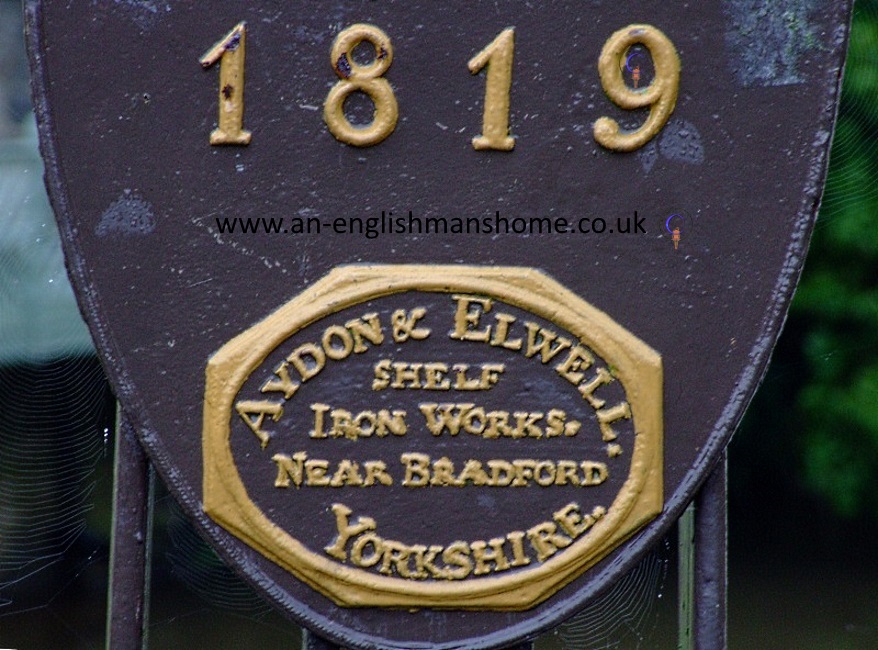 1819
www.an-englishmanshome.co.uk
AYDON & ELWELL.
SHELF
IRON WORKS.
NEAR BRADFORD
YORKSHIRE.